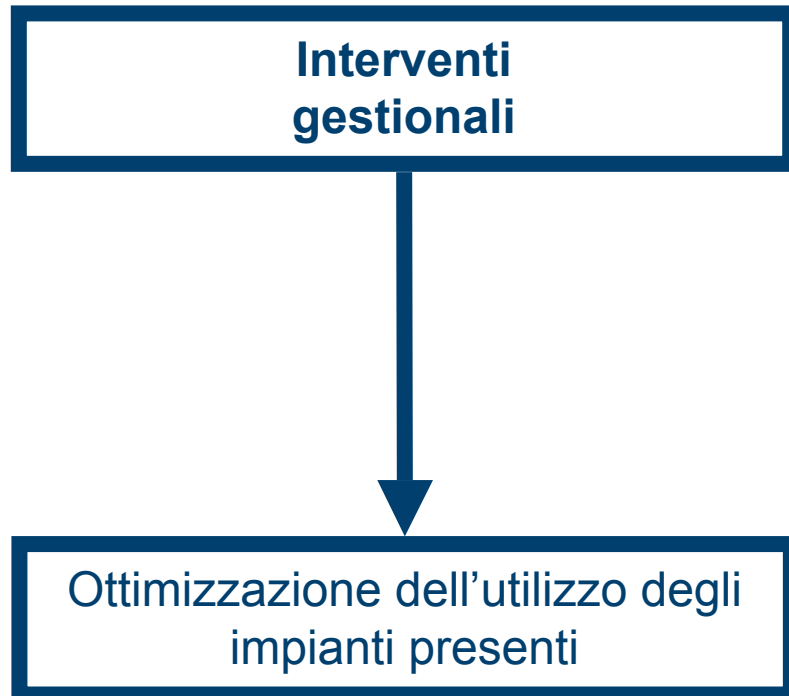 Interventi
gestionali
Ottimizzazione dell’utilizzo degli
impianti presenti